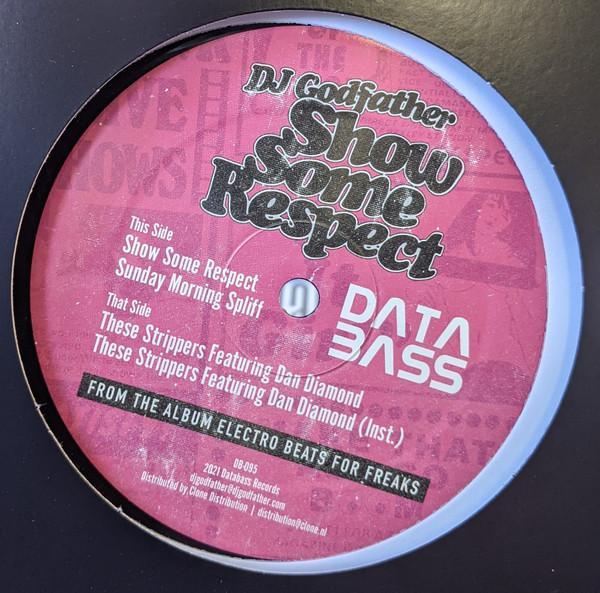 DJ Godfather
Show
Some
Respect
This Side
Show Some Respect
Sunday Morning Spliff
That Side
These Strippers Featuring Dan Diamond
These Strippers Featuring Dan Diamond (Inst.)
DATA
BASS
FROM THE ALBUM ELECTRO BEATS FOR FREAKS
DB-095
2021 Databass Records
djgodfather@djgodfather.com
Distributed by Clone Distribution | distribution@clone.nl